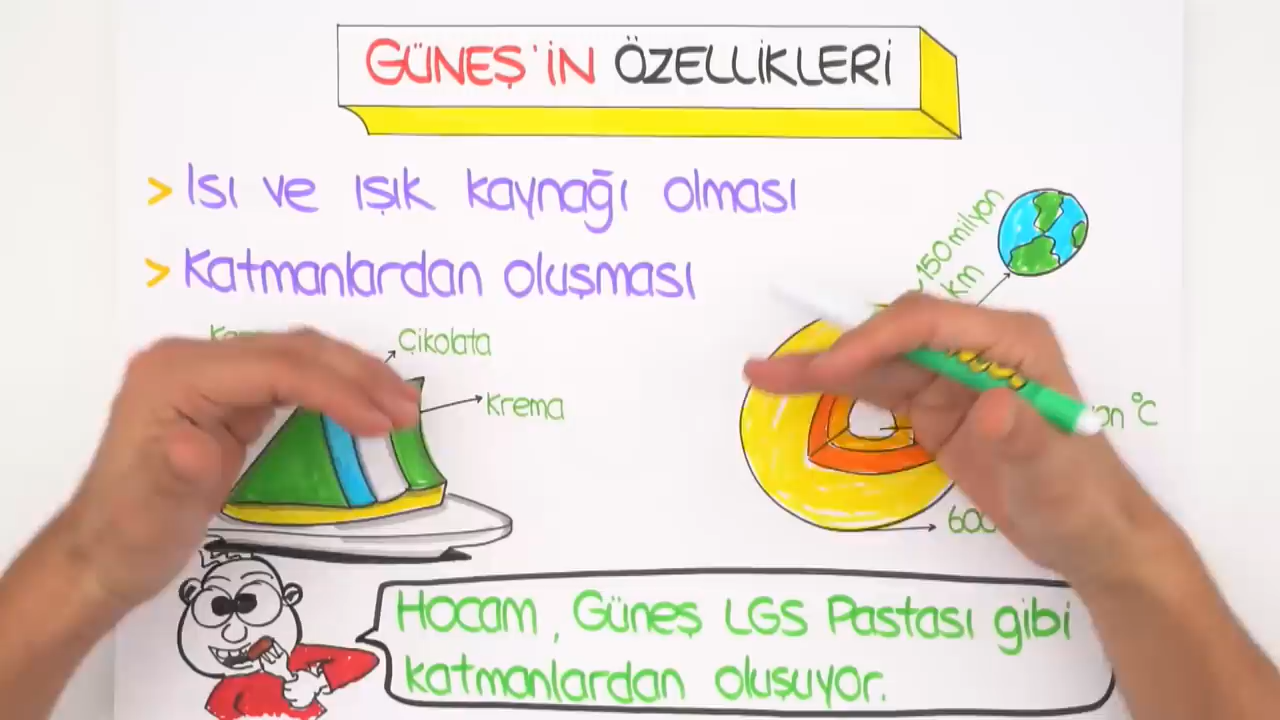 GÜNEŞ'İN ÖZELLİKLERİ
> Isı ve ışık kaynağı olması
> Katmanlardan oluşması
150 milyon
km
Çikolata
Krema
°C
Hocam, Güneş LGS Pastası gibi
katmanlardan oluşuyor.